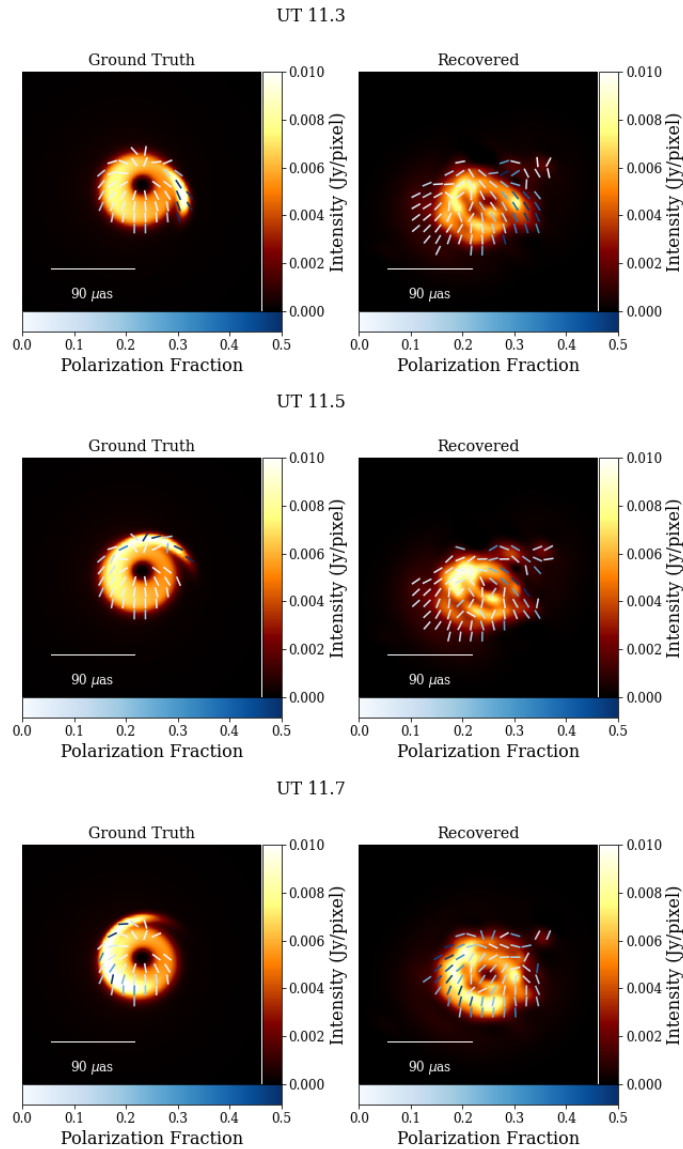 UT 11.3
Ground Truth
Recovered
0.010
0.008
0.006
0.004
0.002
0.000
Intensity (Jy/pixel)
0.010
0.008
0.006
0.004
0.002
0.000
Intensity (Jy/pixel)
90 μas
90 μas
0.0 0.1 0.2 0.3 0.4 0.5
Polarization Fraction
0.0 0.1 0.2 0.3 0.4 0.5
Polarization Fraction
UT 11.5
Ground Truth
Recovered
0.010
0.008
0.006
0.004
0.002
0.000
Intensity (Jy/pixel)
0.010
0.008
0.006
0.004
0.002
0.000
Intensity (Jy/pixel)
90 μas
90 μas
0.0 0.1 0.2 0.3 0.4 0.5
Polarization Fraction
0.0 0.1 0.2 0.3 0.4 0.5
Polarization Fraction
UT 11.7
Ground Truth
Recovered
0.010
0.008
0.006
0.004
0.002
0.000
Intensity (Jy/pixel)
0.010
0.008
0.006
0.004
0.002
0.000
Intensity (Jy/pixel)
90 μas
90 μas
0.0 0.1 0.2 0.3 0.4 0.5
Polarization Fraction
0.0 0.1 0.2 0.3 0.4 0.5
Polarization Fraction